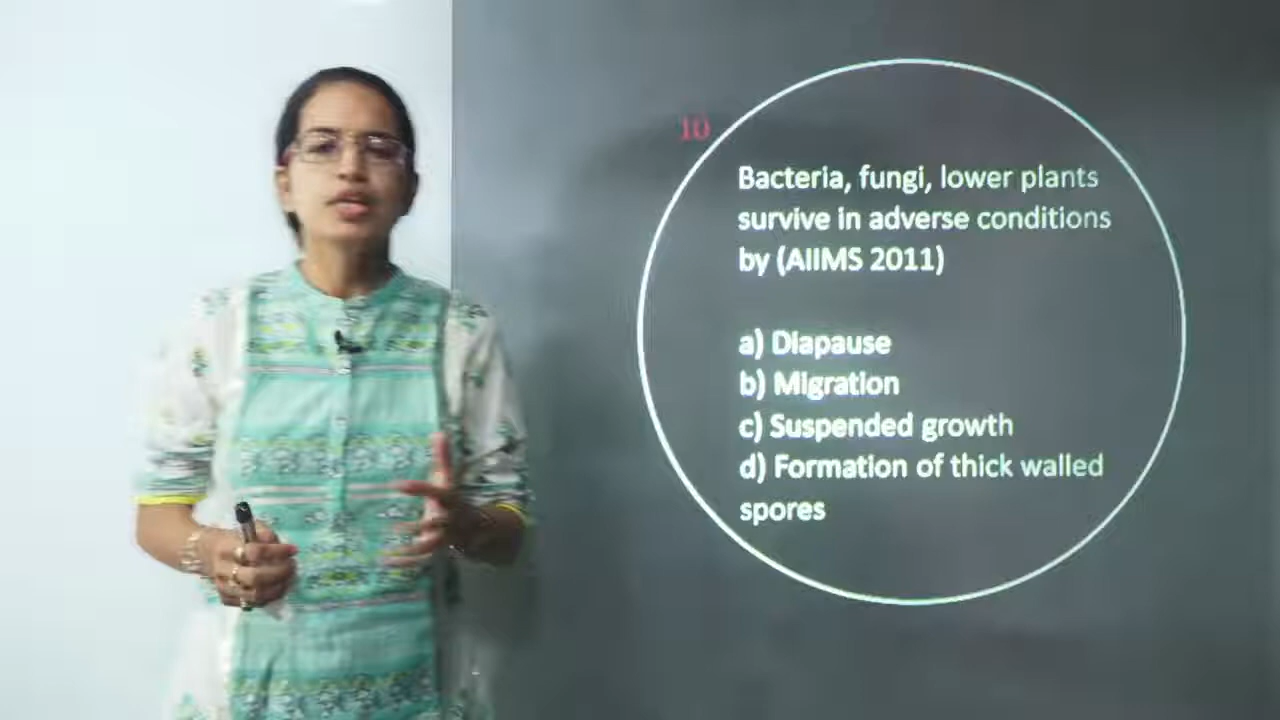 10
Bacteria, fungi, lower plants
survive in adverse conditions
by (AIIMS 2011)
a) Diapause
b) Migration
c) Suspended growth
d) Formation of thick walled
spores